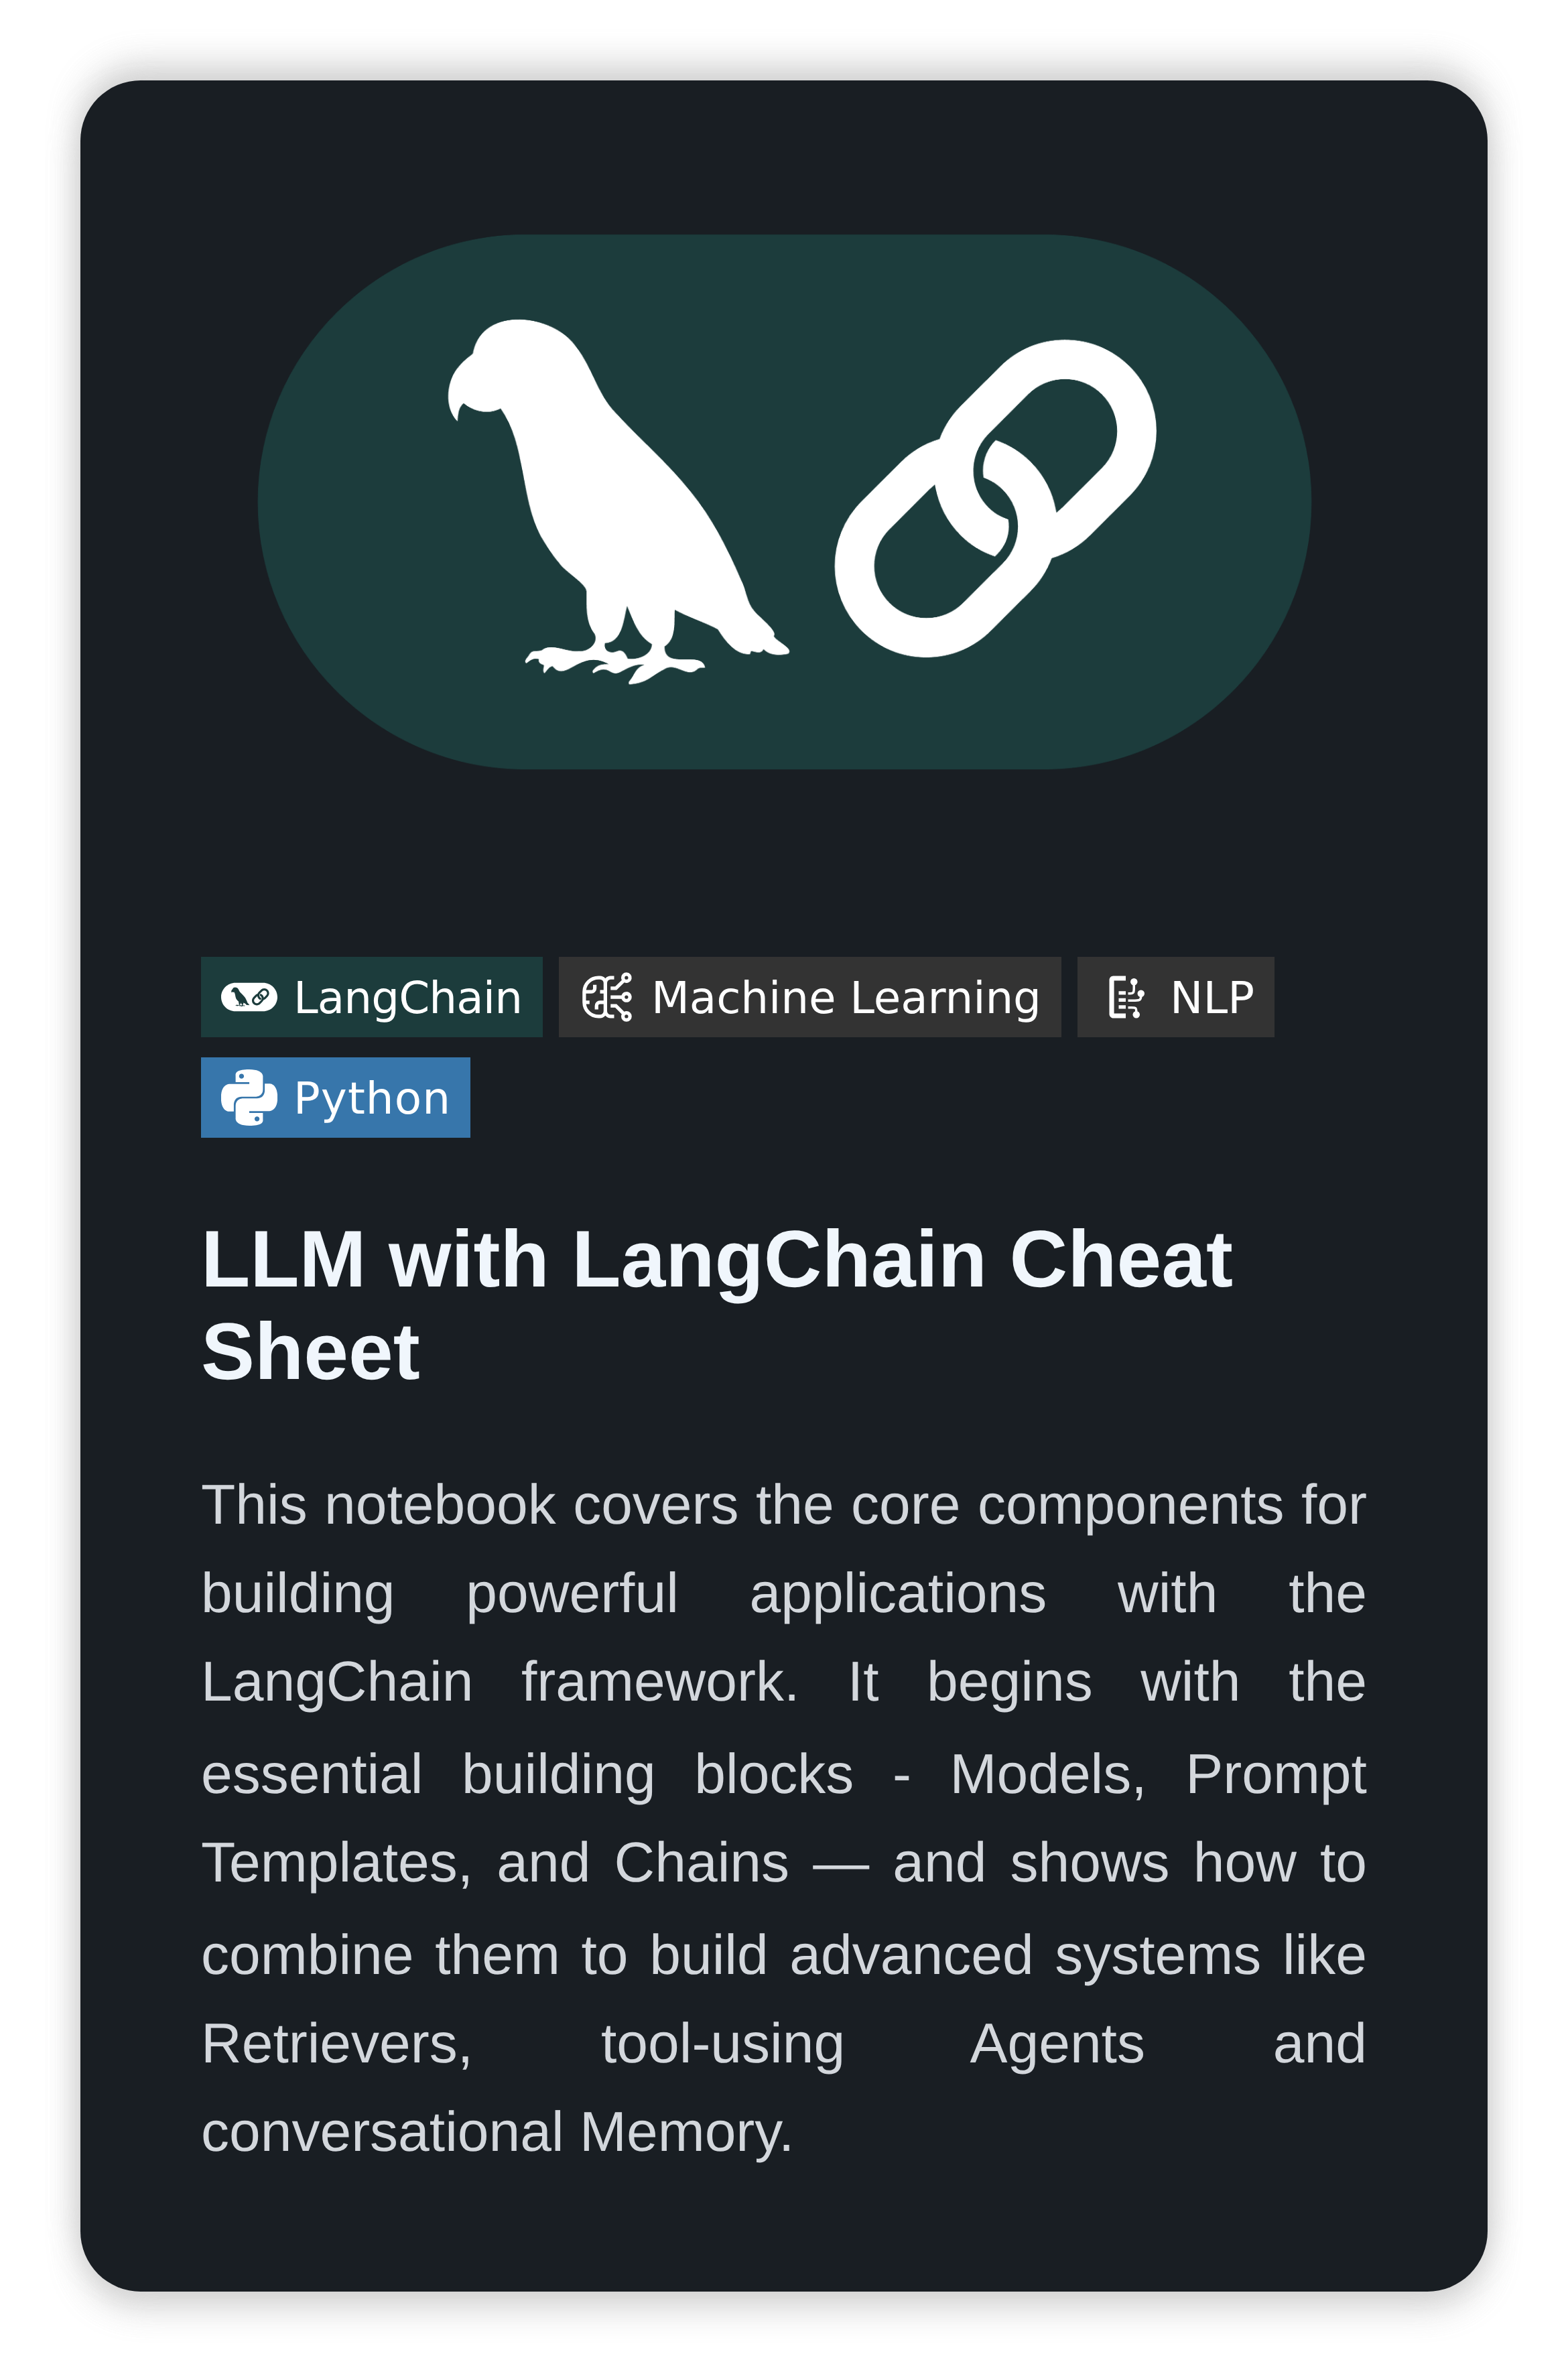 LangChain Machine Learning NLP
Python
LLM with LangChain Cheat
Sheet
This notebook covers the core components for
building powerful applications with the
LangChain framework. It begins with the
essential building blocks - Models, Prompt
Templates, and Chains — and shows how to
combine them to build advanced systems like
Retrievers, tool-using Agents and
conversational Memory.